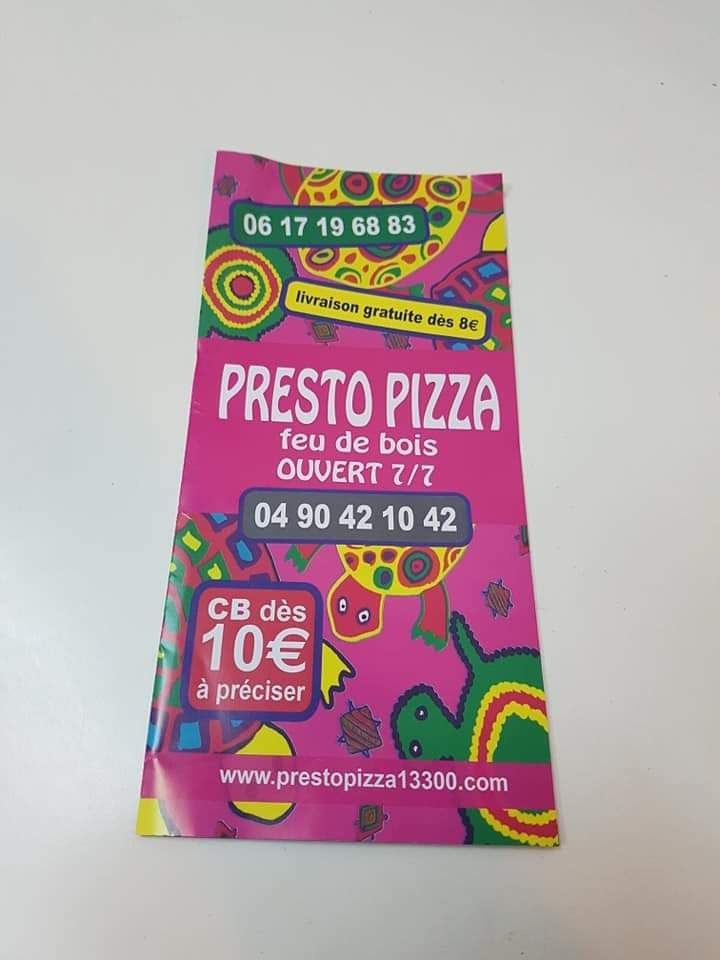 06 17 19 68 83
livraison gratuite dès 8€
PRESTO PIZZA
feu de bois
OUVERT 7/7
04 90 42 10 42
CB dès
10€
à préciser
www.prestopizza13300.com